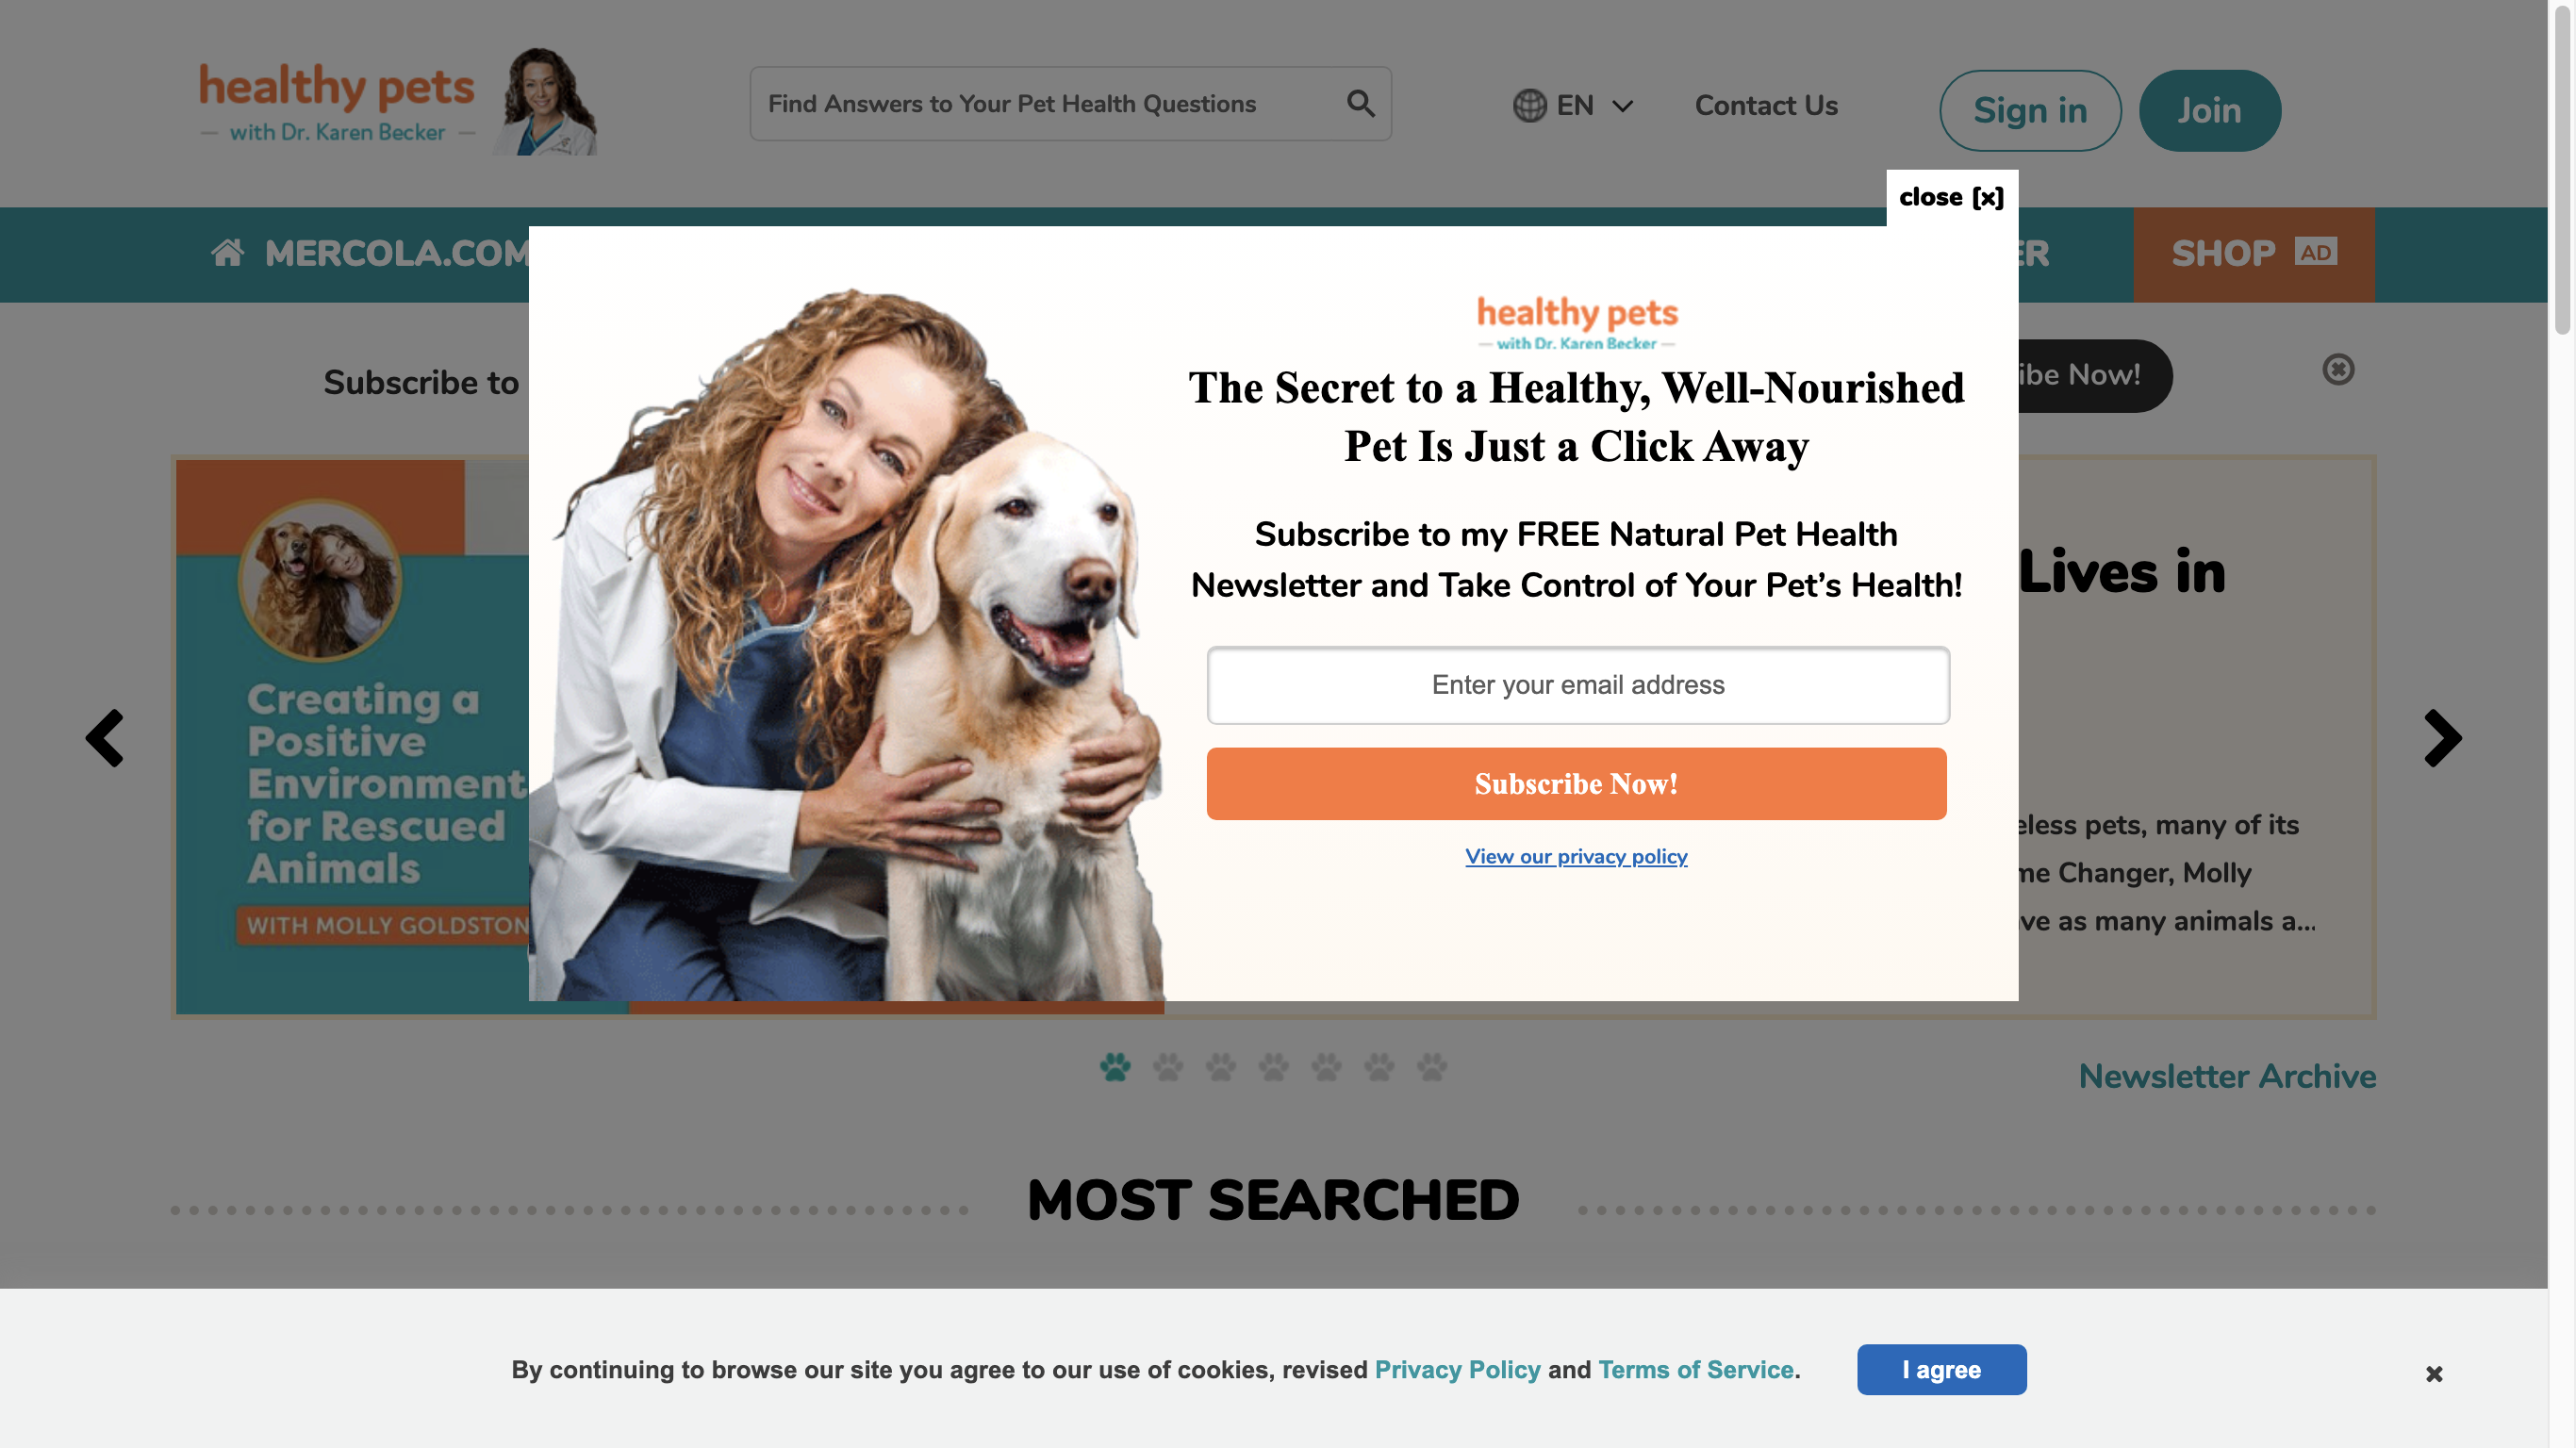 healthy pets
with Dr. Karen Becker
Find Answers to Your Pet Health Questions
EN
Contact Us
Sign in
Join
close [x]
MERCOLA.COM
SHOP AD
Subscribe to
Now!
healthy pets
with Dr. Karen Becker
The Secret to a Healthy, Well-Nourished
Pet Is Just a Click Away
Subscribe to my FREE Natural Pet Health
Newsletter and Take Control of Your Pet's Health!
Enter your email address
Subscribe Now!
View our privacy policy
Creating a
Positive
Environment
for Rescued
Animals
WITH MOLLY GOLDSTON
Lives in
pets, many of its
Changer, Molly
as many animals a...
Newsletter Archive
MOST SEARCHED
By continuing to browse our site you agree to our use of cookies, revised Privacy Policy and Terms of Service.
I agree